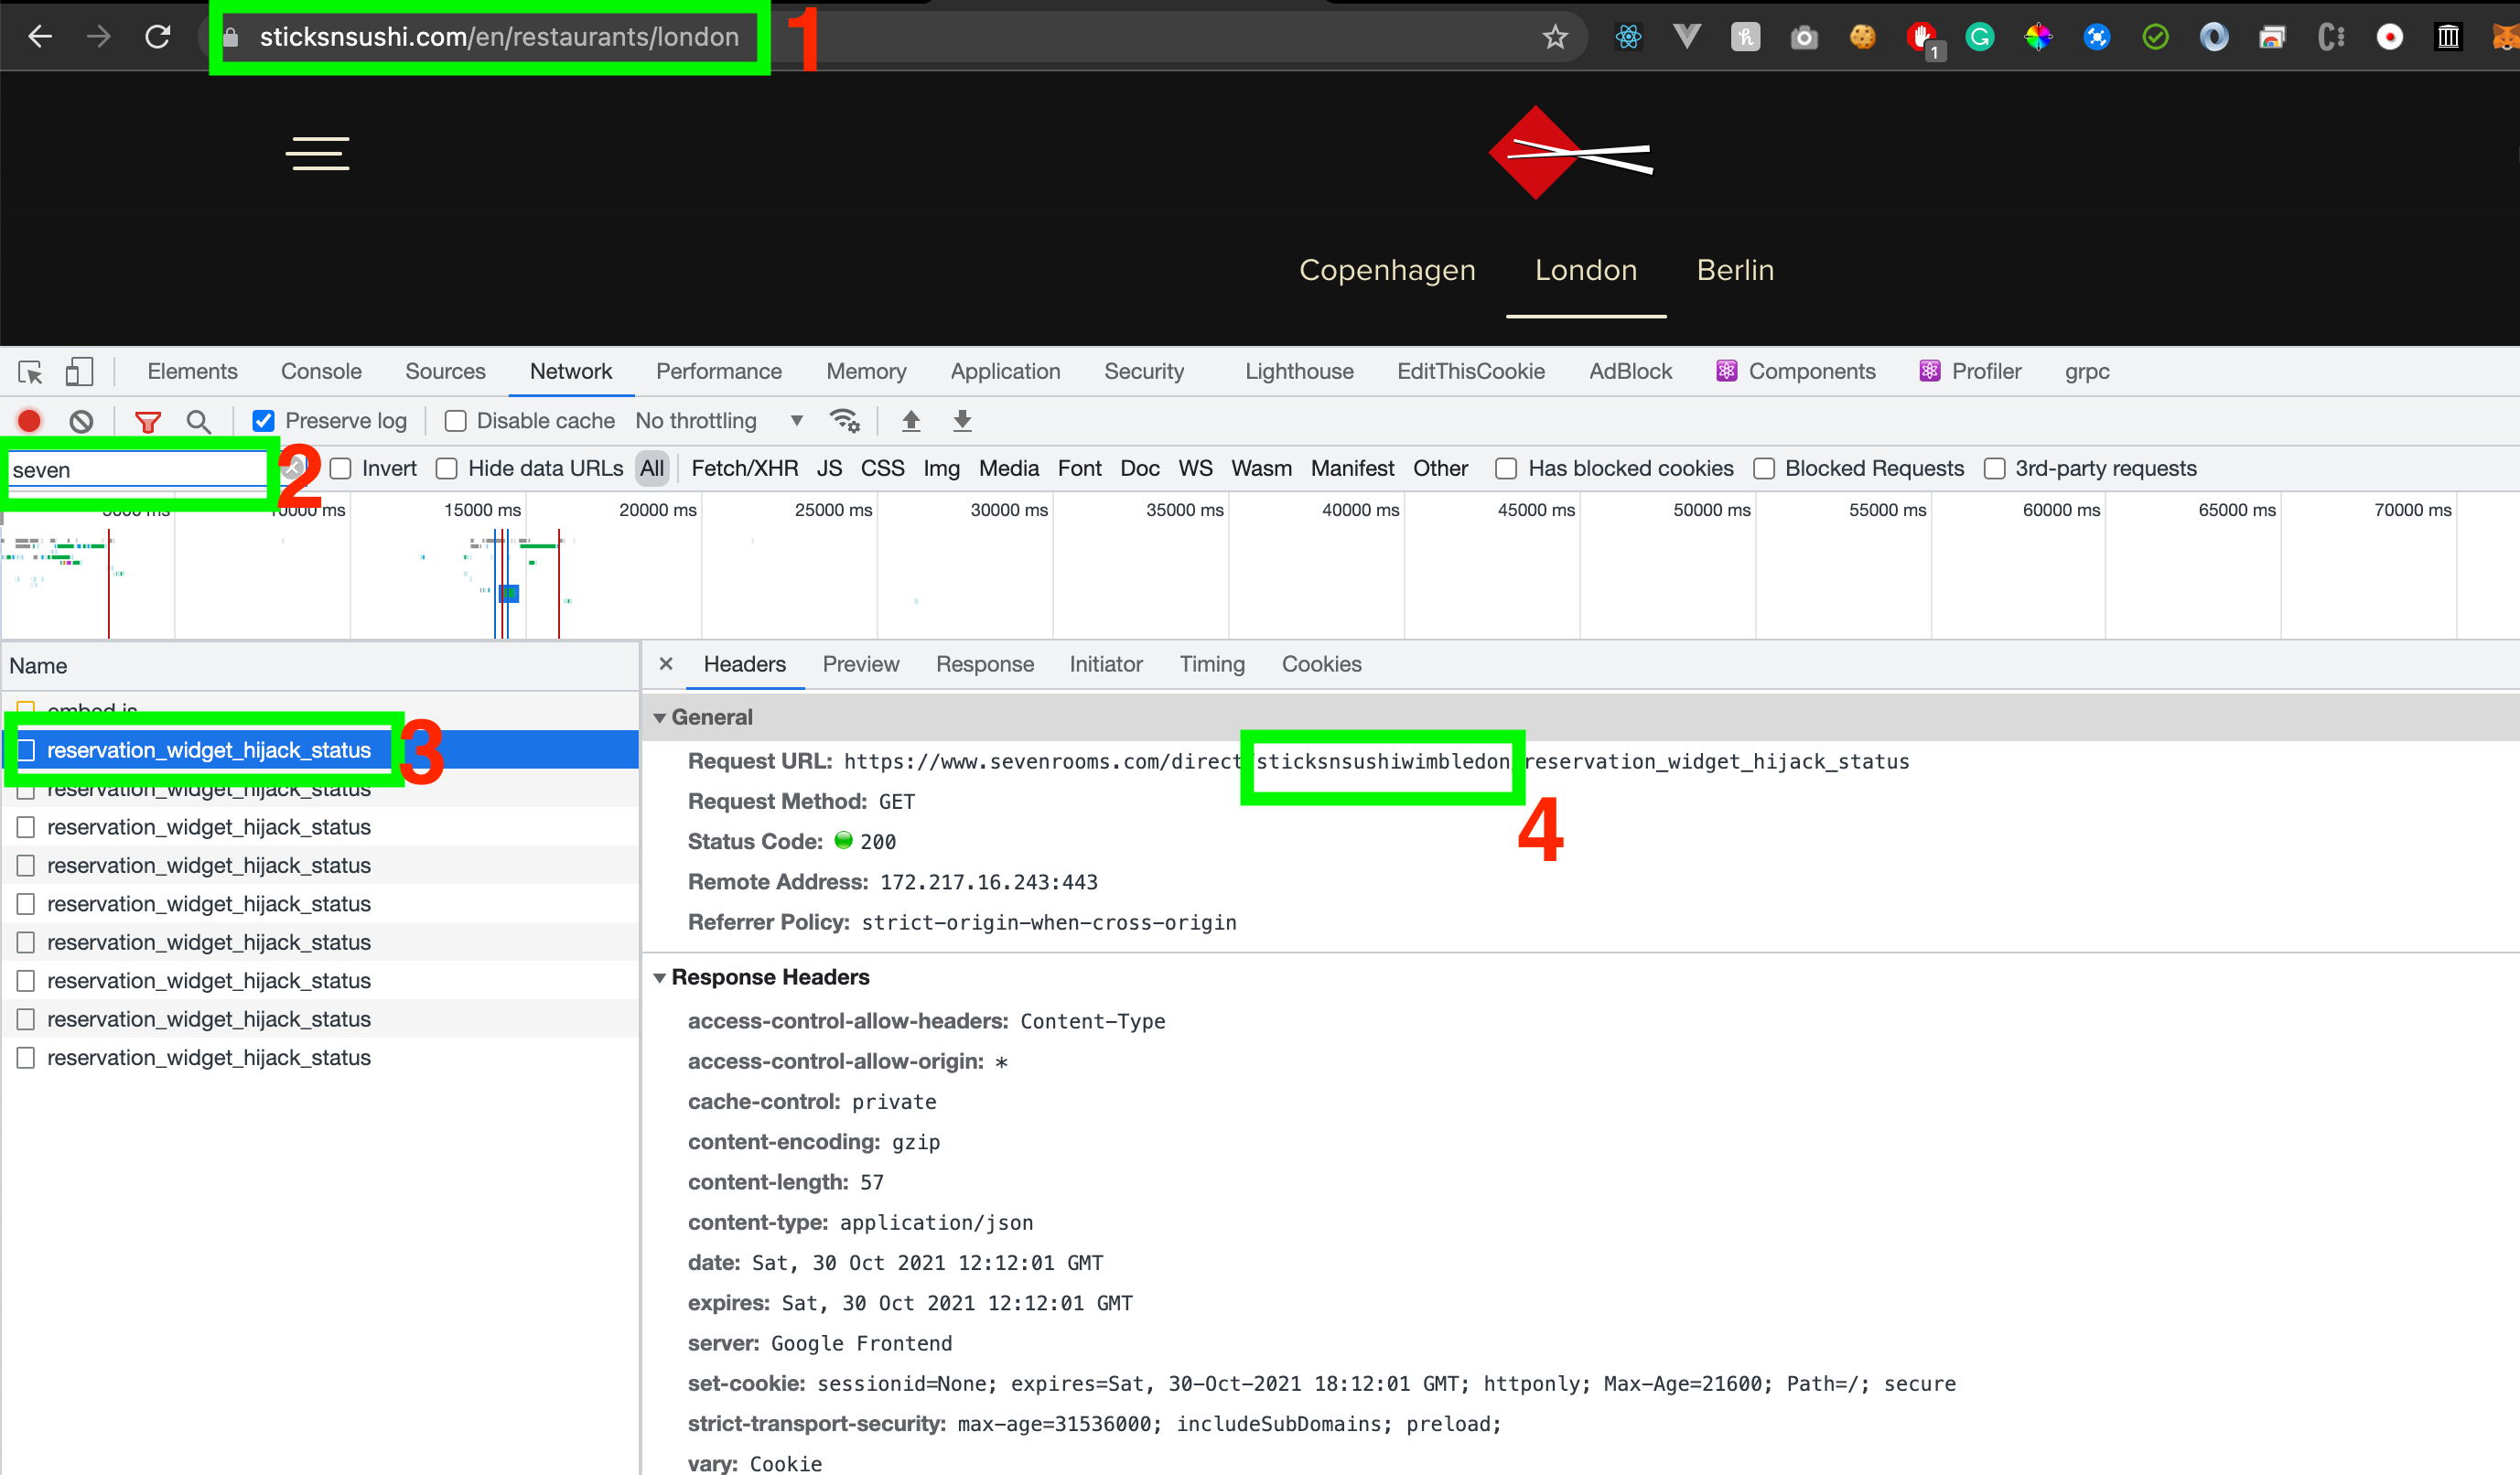 sticksnsushi.com/en/restaurants/london
1
1
Copenhagen London Berlin
Elements Console Sources Network Performance Memory Application Security Lighthouse EditThisCookie AdBlock Components Profiler grpc
Preserve log Disable cache No throttling
seven
2
Invert Hide data URLs All Fetch/XHR JS CSS Img Media Font Doc WS Wasm Manifest Other Has blocked cookies Blocked Requests 3rd-party requests
5000 ms 10000 ms 15000 ms 20000 ms 25000 ms 30000 ms 35000 ms 40000 ms 45000 ms 50000 ms 55000 ms 60000 ms 65000 ms 70000 ms
Name
embed.js
reservation_widget_hijack_status
3
reservation_widget_hijack_status
reservation_widget_hijack_status
reservation_widget_hijack_status
reservation_widget_hijack_status
reservation_widget_hijack_status
reservation_widget_hijack_status
reservation_widget_hijack_status
reservation_widget_hijack_status
Headers Preview Response Initiator Timing Cookies
General
Request URL: https://www.sevenrooms.com/direct/sticksnsushiwimbledon/reservation_widget_hijack_status
4
Request Method: GET
Status Code: 200
Remote Address: 172.217.16.243:443
Referrer Policy: strict-origin-when-cross-origin
Response Headers
access-control-allow-headers: Content-Type
access-control-allow-origin: *
cache-control: private
content-encoding: gzip
content-length: 57
content-type: application/json
date: Sat, 30 Oct 2021 12:12:01 GMT
expires: Sat, 30 Oct 2021 12:12:01 GMT
server: Google Frontend
set-cookie: sessionid=None; expires=Sat, 30-Oct-2021 18:12:01 GMT; httponly; Max-Age=21600; Path=/; secure
strict-transport-security: max-age=31536000; includeSubDomains; preload;
vary: Cookie